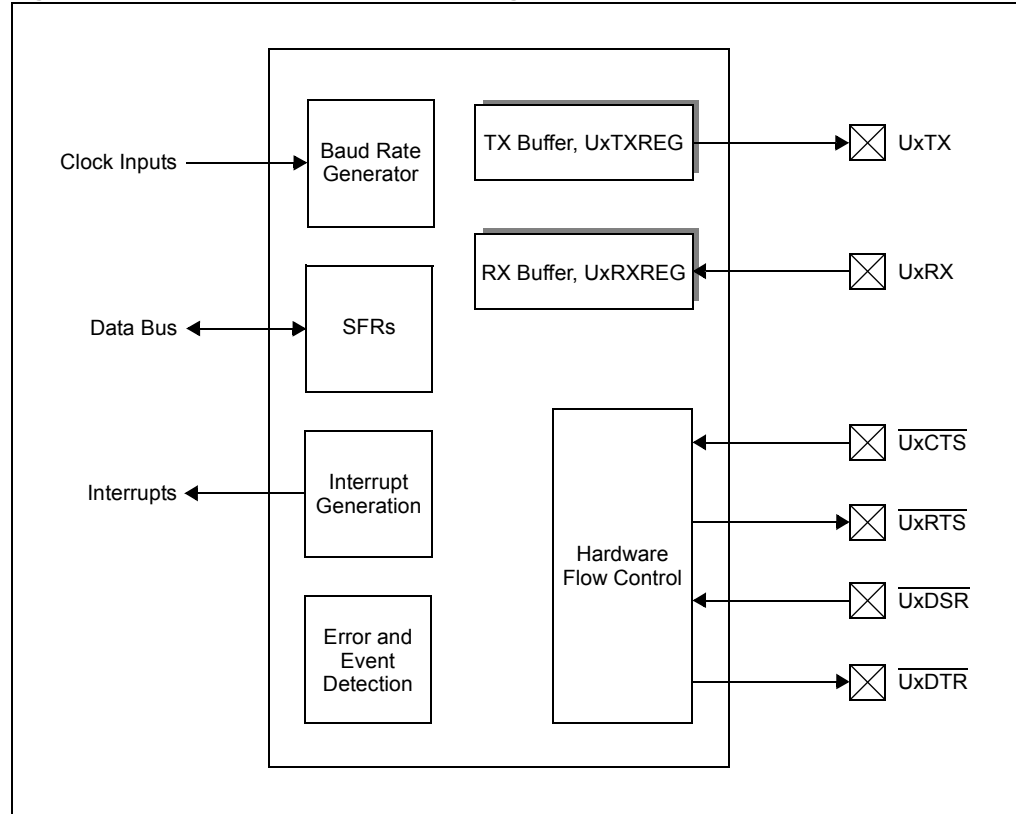 Clock Inputs
Baud Rate
Generator
TX Buffer, UxTXREG
UxTX
RX Buffer, UxRXREG
UxRX
Data Bus
SFRs
Interrupts
Interrupt
Generation
Error and
Event
Detection
Hardware
Flow Control
UxCTS
UxRTS
UxDSR
UxDTR